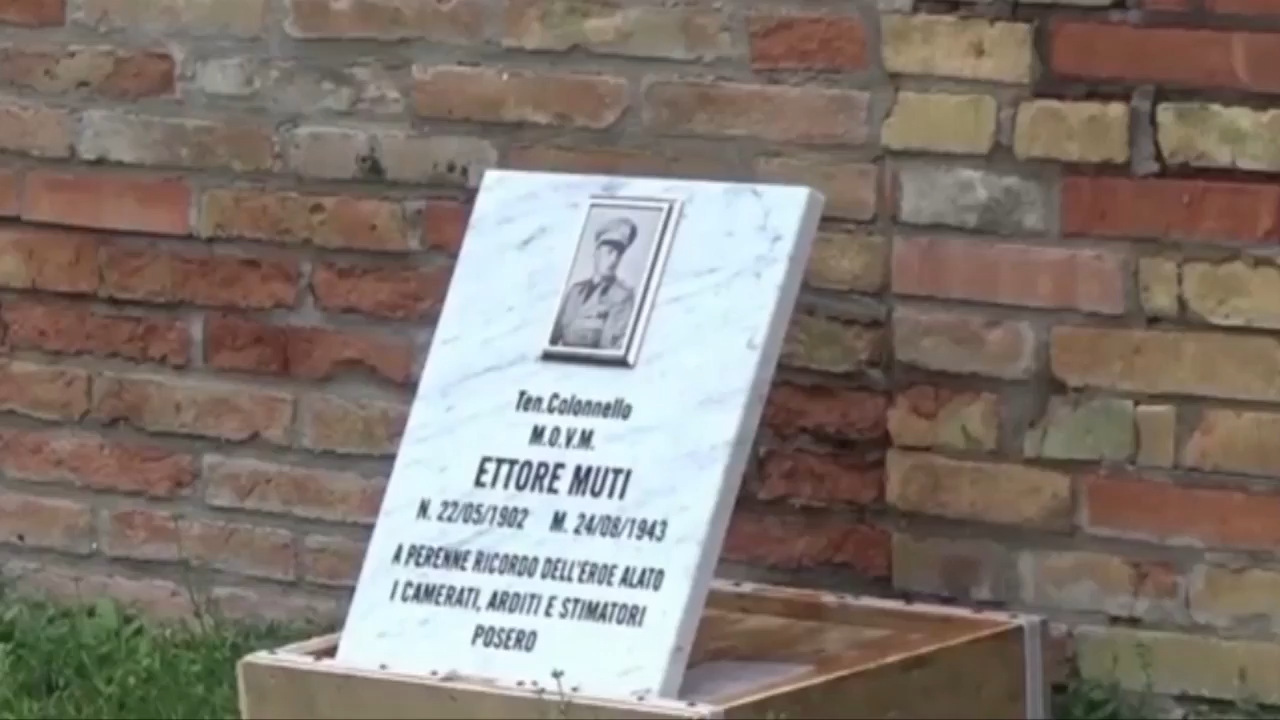 Ten.Colonnello
M.O.V.M.
ETTORE MUTI
N. 22/05/1902 M. 24/08/1943
A PERENNE RICORDO DELL'EROE ALATO
I CAMERATI, ARDITI E STIMATORI
POSERO